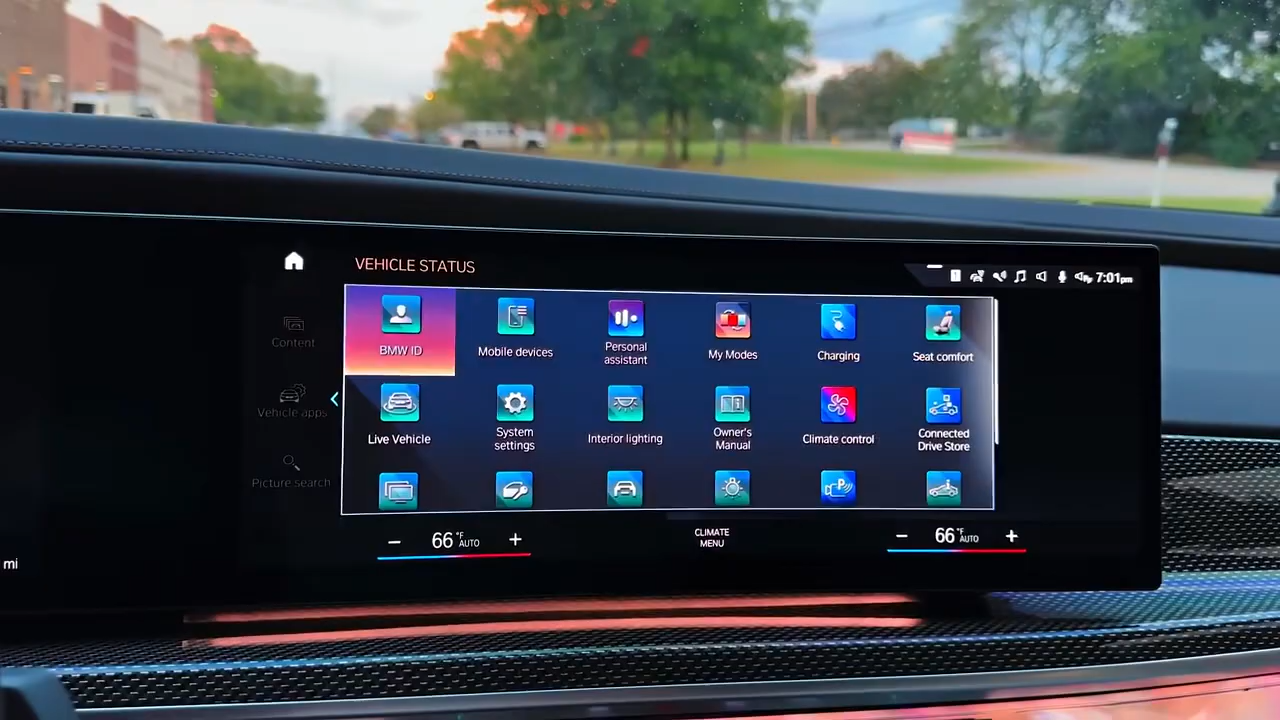 VEHICLE STATUS
7:01pm
Content
Vehicle apps
Picture search
BMW ID
Mobile devices
Personal
assistant
My Modes
Charging
Seat comfort
Live Vehicle
System
settings
Interior lighting
Owner's
Manual
Climate control
Connected
Drive Store
P
mi
66°F AUTO
CLIMATE
MENU
66°F AUTO